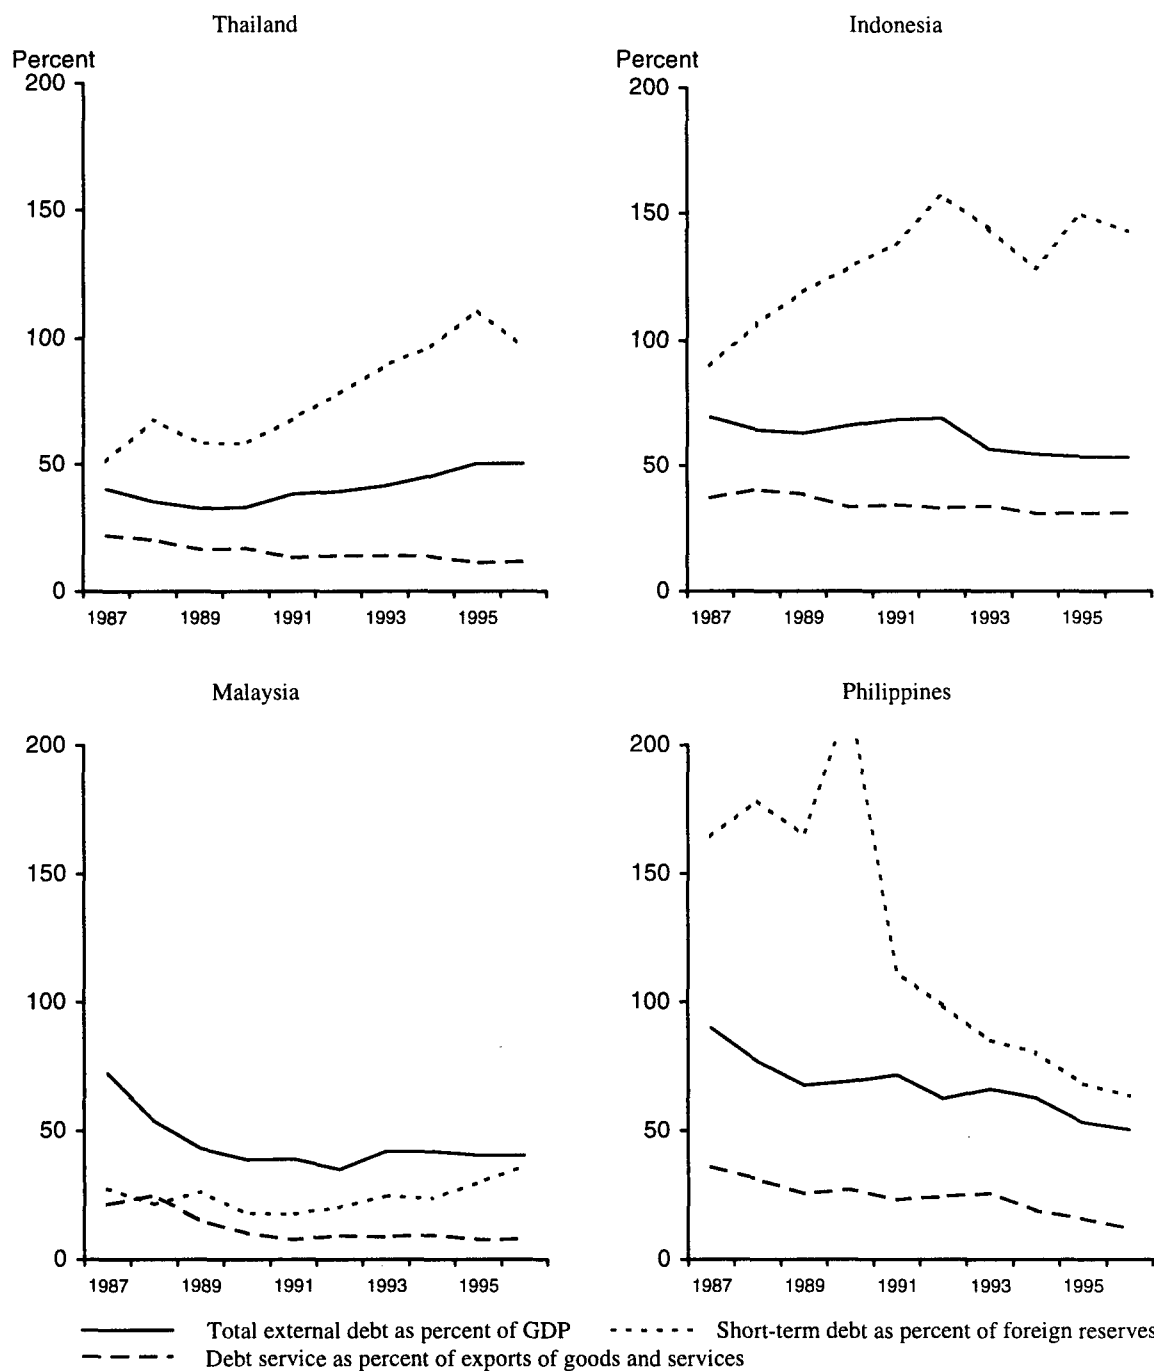 Thailand
Indonesia
Percent
Percent
200
150
100
50
0
1987 1989 1991 1993 1995
200
150
100
50
0
1987 1989 1991 1993 1995
Malaysia
Philippines
200
150
100
50
0
1987 1989 1991 1993 1995
200
150
100
50
0
1987 1989 1991 1993 1995
Total external debt as percent of GDP
Short-term debt as percent of foreign reserves
Debt service as percent of exports of goods and services